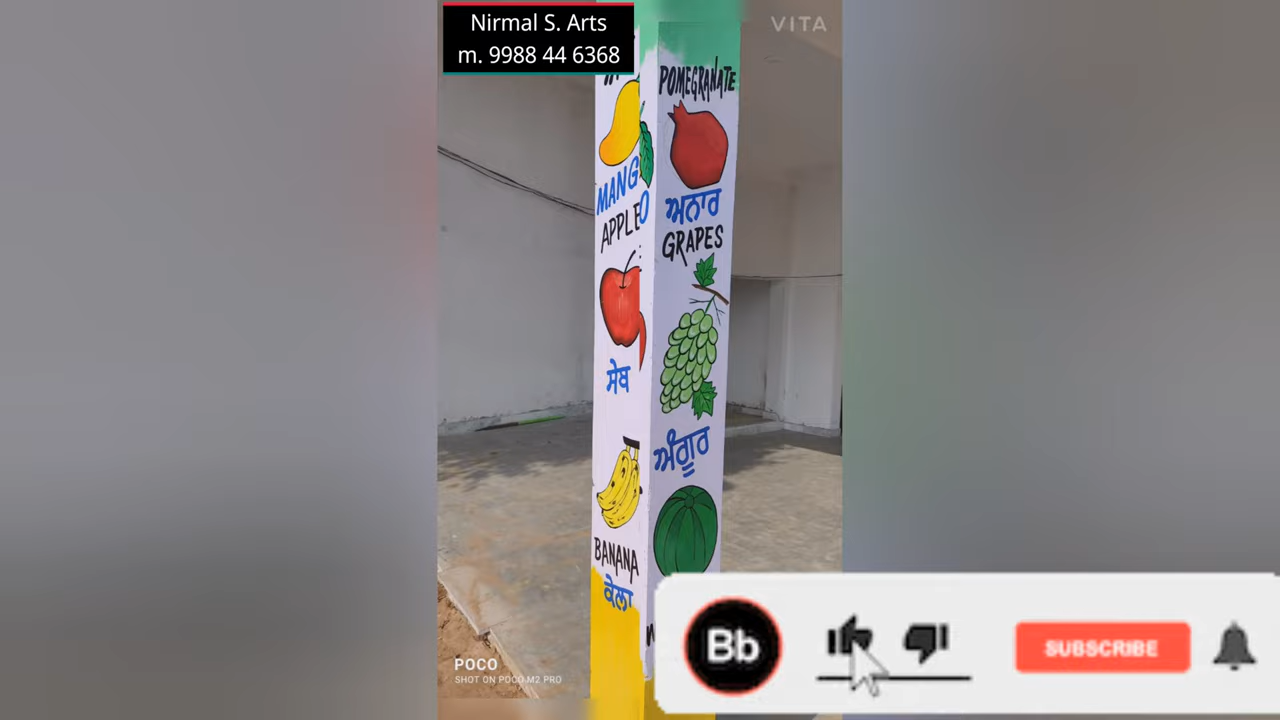 Nirmal S. Arts
m. 9988 44 6368
VITA
MANGO
APPLE
ਸੇਬ
BANANA
ਕੇਲਾ
POMEGRANATE
ਅਨਾਰ
GRAPES
ਅੰਗੂਰ
POCO
SHOT ON POCO M2 PRO
Bb
SUBSCRIBE